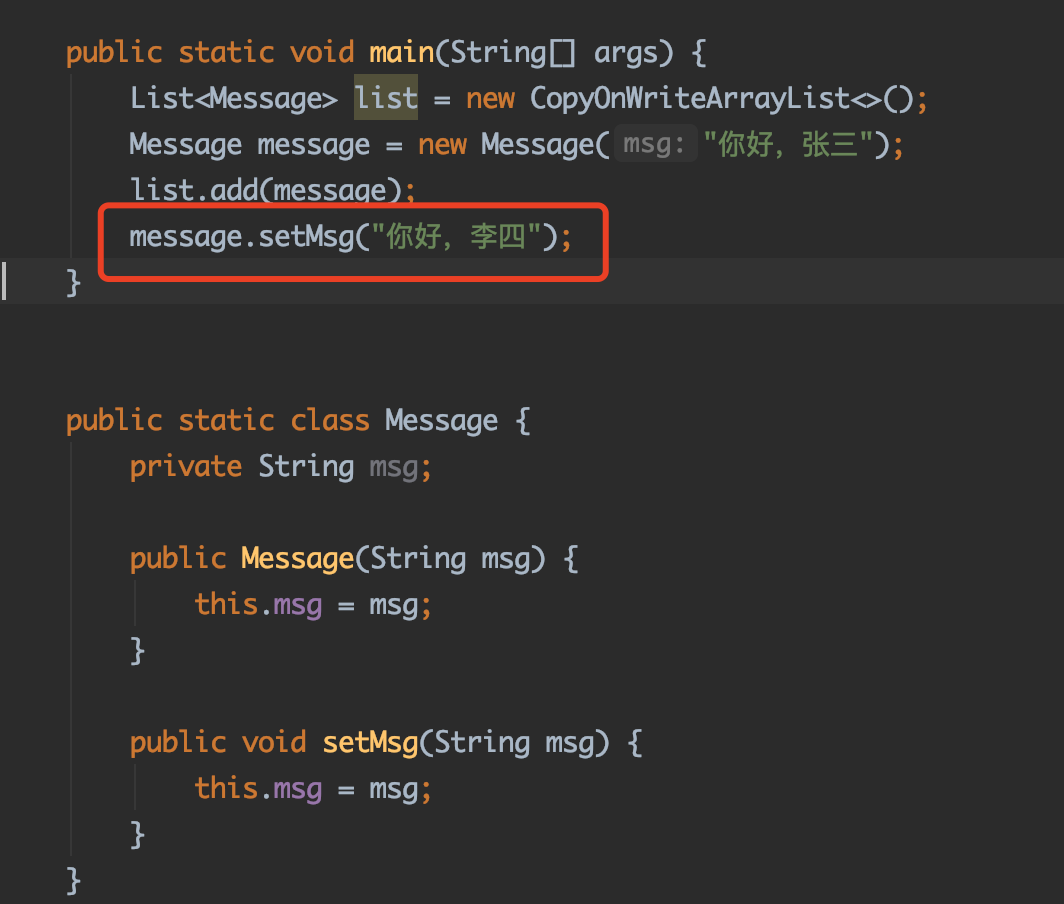 public static void main(String[] args) {
List<Message> list = new CopyOnWriteArrayList<>();
Message message = new Message( msg: "你好, 张三");
list.add(message);
message.setMsg("你好, 李四");
}
public static class Message {
private String msg;
public Message(String msg) {
this.msg = msg;
}
public void setMsg(String msg) {
this.msg = msg;
}
}